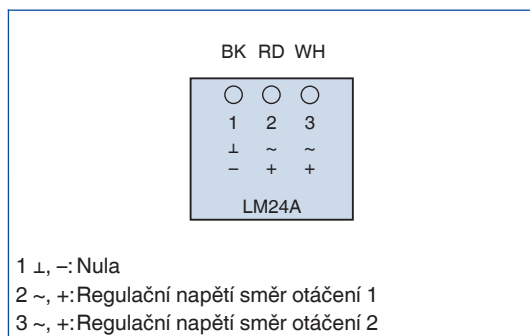 BK RD WH
1 2 3
⊥ ~ ~
– + +
LM24A
1 ⊥, –: Nula
2 ~, +: Regulační napětí směr otáčení 1
3 ~, +: Regulační napětí směr otáčení 2